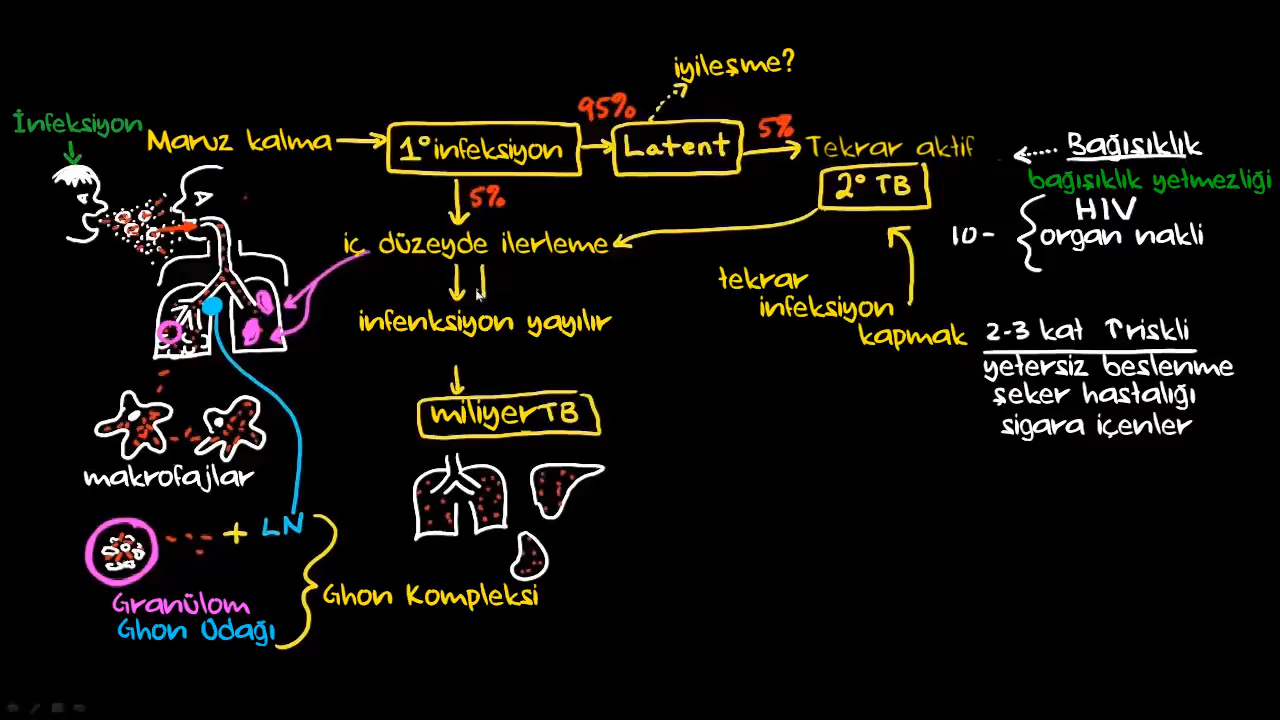 iyileşme?
95%
İnfeksiyon
Maruz kalma
1° infeksiyon
Latent
5%
Tekrar aktif
2° TB
Bağışıklık
bağışıklık yetmezliği
HIV
10-
organ nakli
5%
iç düzeyde ilerleme
tekrar
infeksiyon
kapmak
infenksiyon yayılır
2-3 kat ↑riskli
yetersiz beslenme
şeker hastalığı
sigara içenler
miliyer TB
makrofajlar
+ LN
Granülom
Ghon Odağı
Ghon Kompleksi